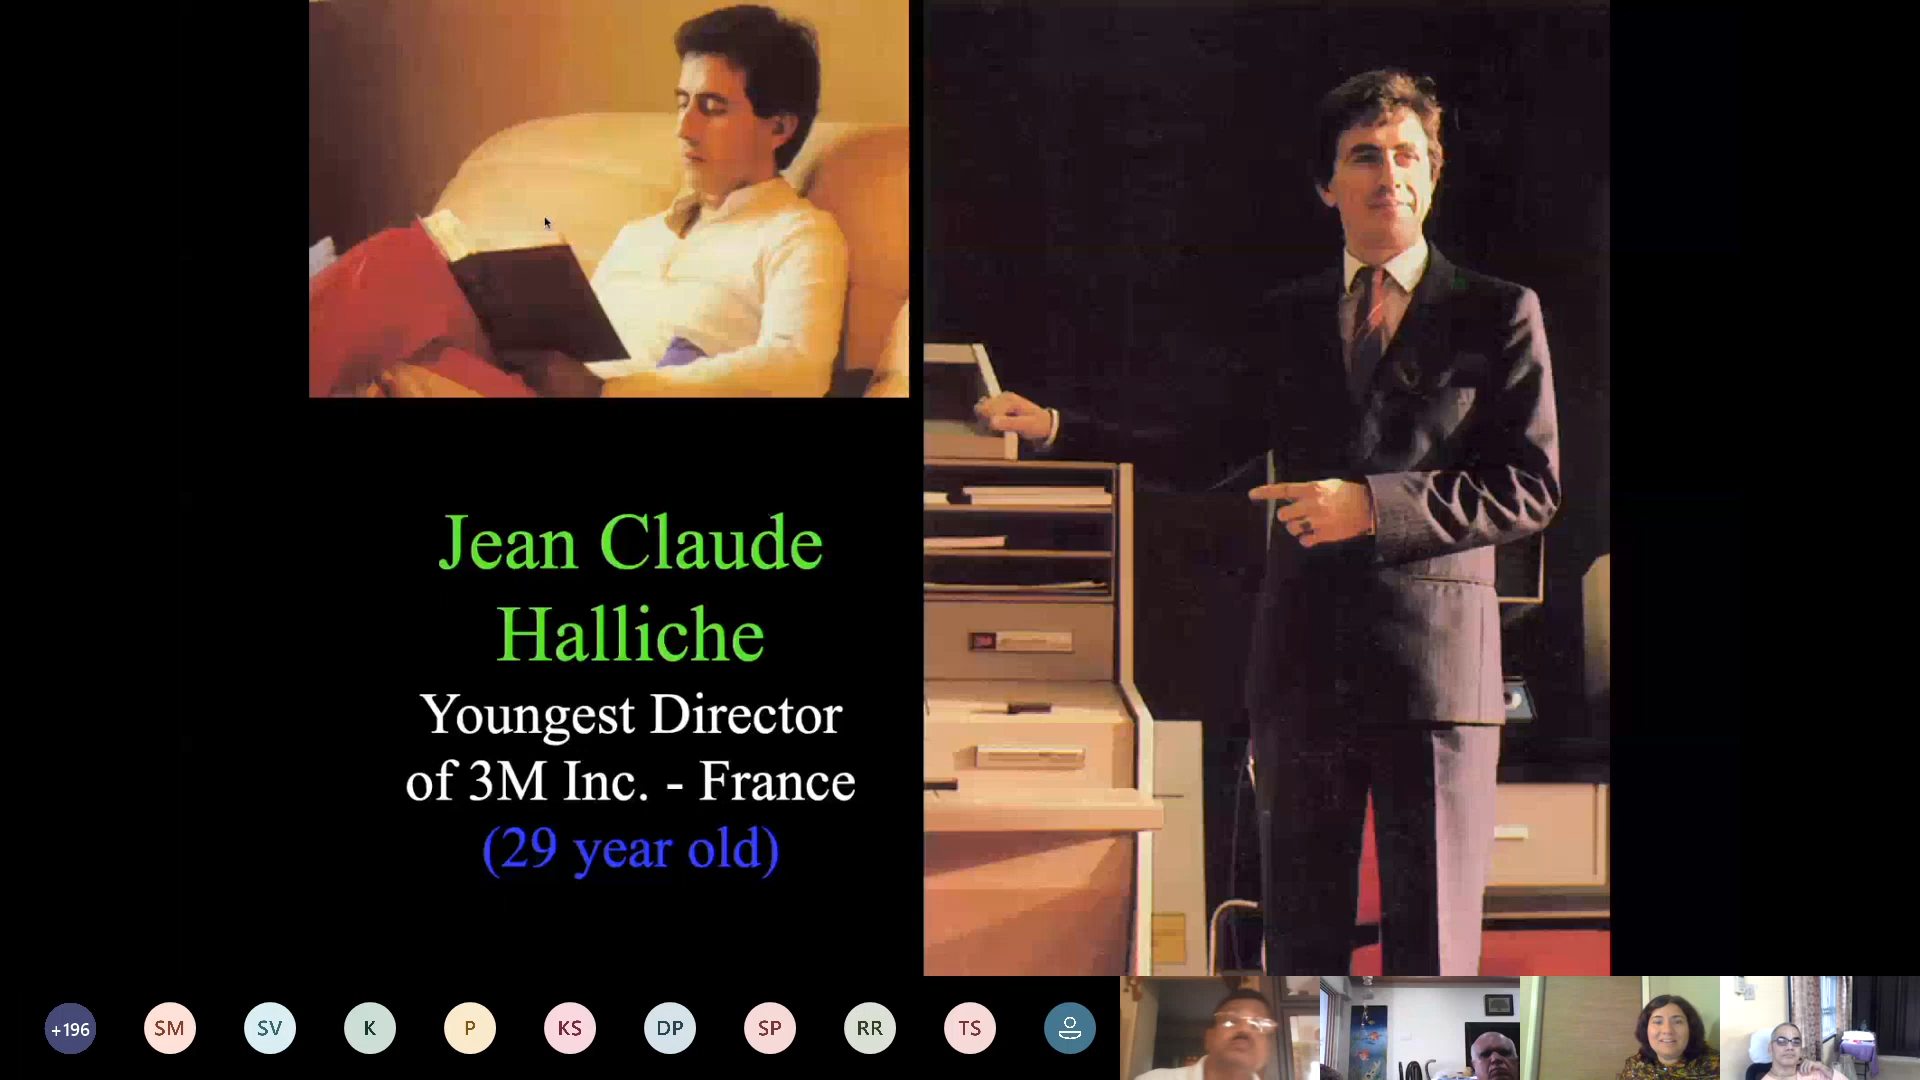 Jean Claude
Halliche
Youngest Director
of 3M Inc. - France
(29 year old)
+196
SM
SV
K
P
KS
DP
SP
RR
TS